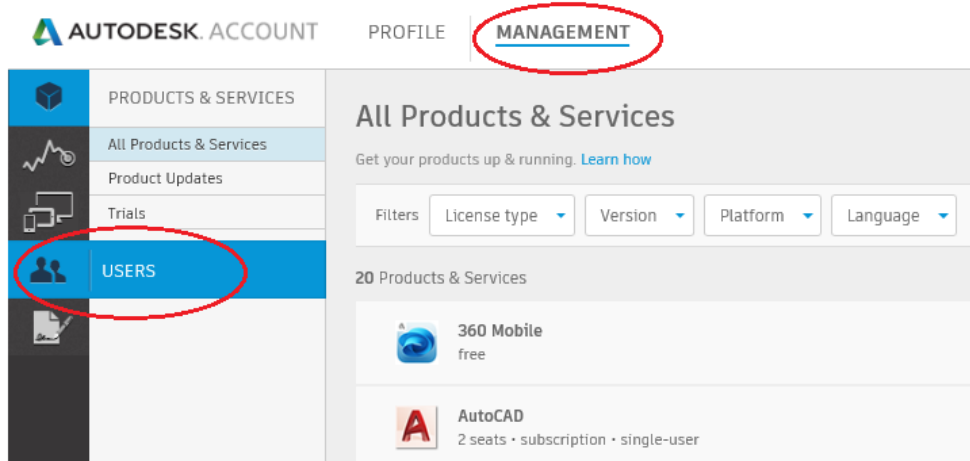 AUTODESK. ACCOUNT PROFILE MANAGEMENT
PRODUCTS & SERVICES
All Products & Services
Product Updates
Trials
USERS
All Products & Services
Get your products up & running. Learn how
Filters License type Version Platform Language
20 Products & Services
360 Mobile
free
AutoCAD
2 seats • subscription • single-user